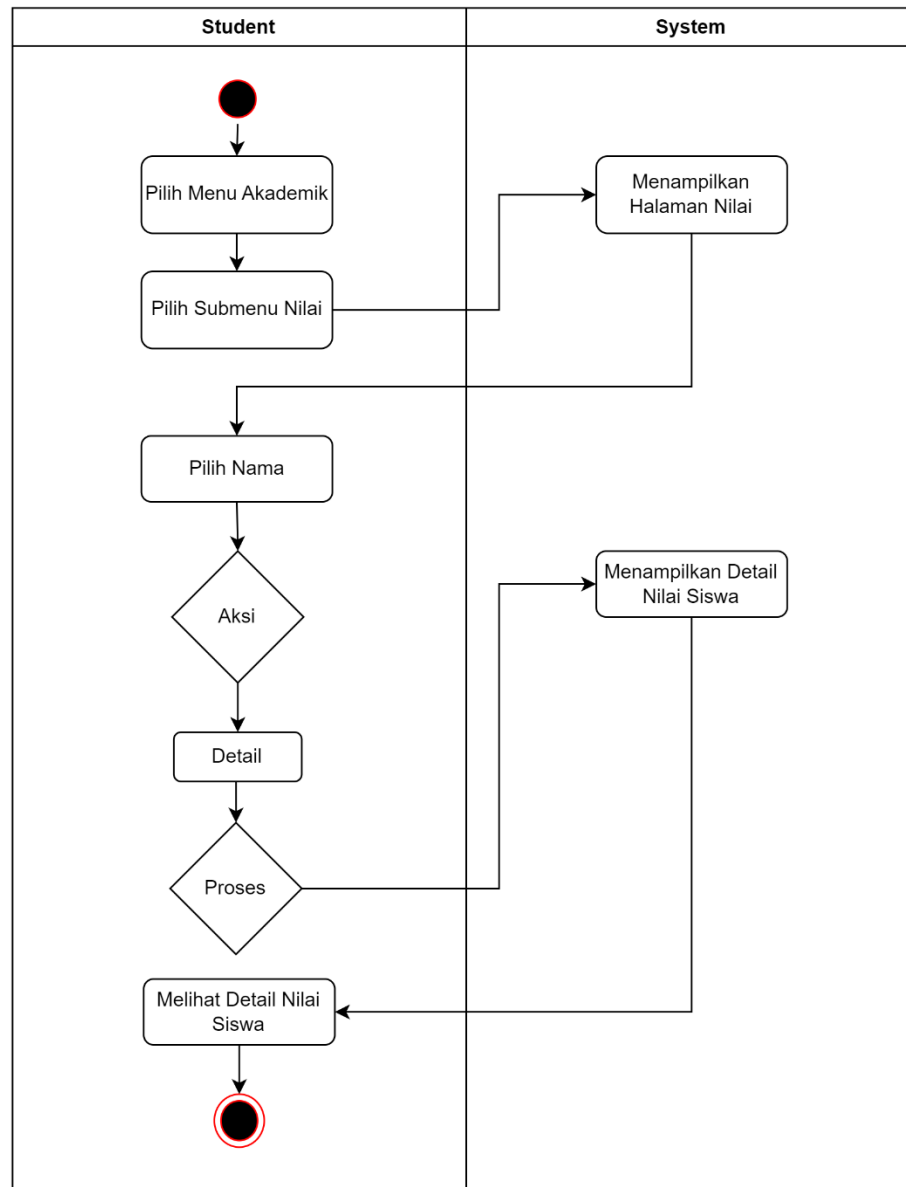 Student
System
Pilih Menu Akademik
Menampilkan
Halaman Nilai
Pilih Submenu Nilai
Pilih Nama
Aksi
Menampilkan Detail
Nilai Siswa
Detail
Proses
Melihat Detail Nilai
Siswa